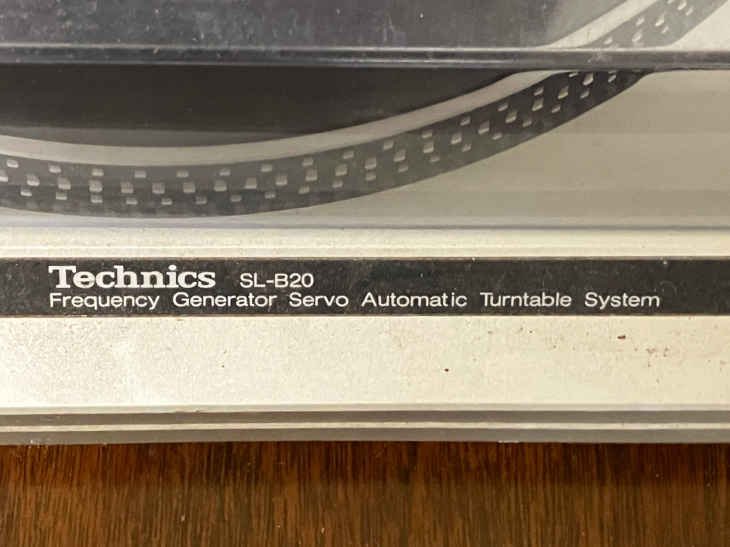 Technics SL-B20
Frequency Generator Servo Automatic Turntable System